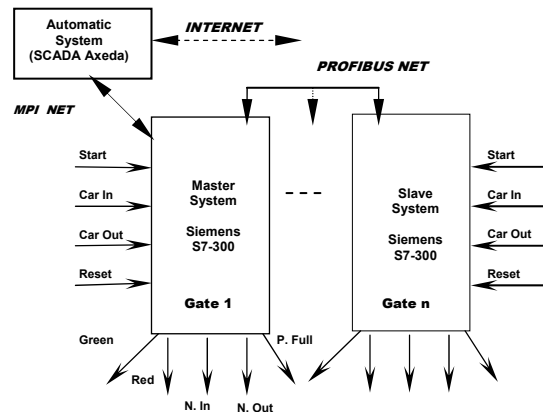 Automatic
System
(SCADA Axeda)
INTERNET
PROFIBUS NET
MPI NET
Start
Car In
Car Out
Reset
Master
System
Siemens
S7-300
Gate 1
Slave
System
Siemens
S7-300
Gate n
Start
Car In
Car Out
Reset
Green
Red
N. In
N. Out
P. Full